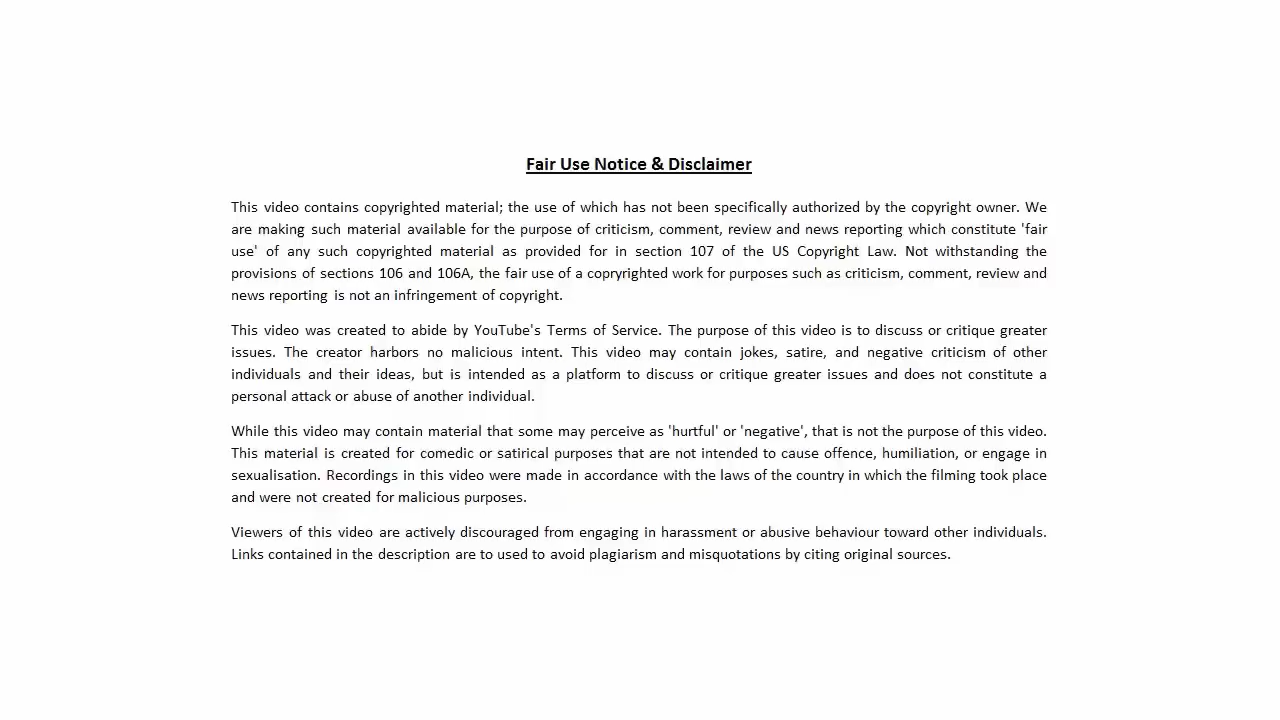 Fair Use Notice & Disclaimer
This video contains copyrighted material; the use of which has not been specifically authorized by the copyright owner. We
are making such material available for the purpose of criticism, comment, review and news reporting which constitute 'fair
use' of any such copyrighted material as provided for in section 107 of the US Copyright Law. Not withstanding the
provisions of sections 106 and 106A, the fair use of a copryrighted work for purposes such as criticism, comment, review and
news reporting is not an infringement of copyright.
This video was created to abide by YouTube's Terms of Service. The purpose of this video is to discuss or critique greater
issues. The creator harbors no malicious intent. This video may contain jokes, satire, and negative criticism of other
individuals and their ideas, but is intended as a platform to discuss or critique greater issues and does not constitute a
personal attack or abuse of another individual.
While this video may contain material that some may perceive as 'hurtful' or 'negative', that is not the purpose of this video.
This material is created for comedic or satirical purposes that are not intended to cause offence, humiliation, or engage in
sexualisation. Recordings in this video were made in accordance with the laws of the country in which the filming took place
and were not created for malicious purposes.
Viewers of this video are actively discouraged from engaging in harassment or abusive behaviour toward other individuals.
Links contained in the description are to used to avoid plagiarism and misquotations by citing original sources.